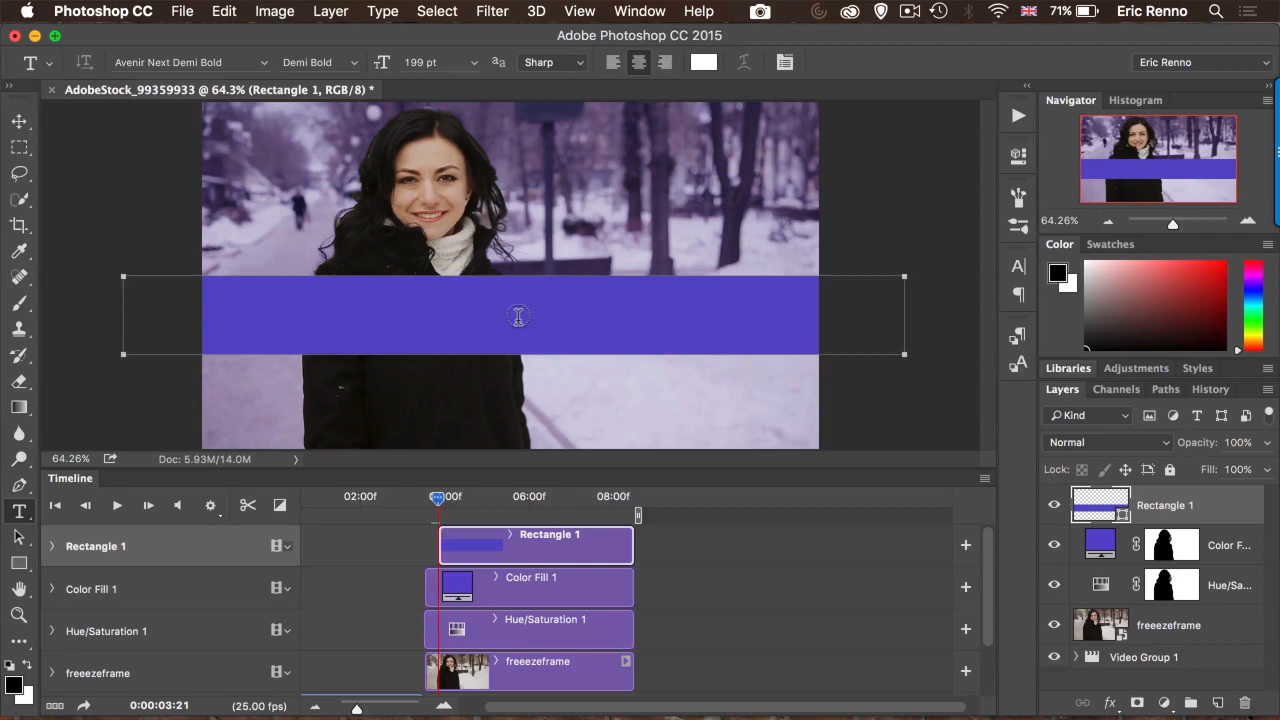 Photoshop CC File Edit Image Layer Type Select Filter 3D View Window Help 71% Eric Renno
Adobe Photoshop CC 2015
T Avenir Next Demi Bold Demi Bold 199 pt Sharp Eric Renno
AdobeStock_99359933 @ 64.3% (Rectangle 1, RGB/8) *
Navigator Histogram
64.26%
Color Swatches
Libraries Adjustments Styles
Layers Channels Paths History
Kind
Normal Opacity: 100%
Lock: Fill: 100%
Rectangle 1
Color F...
Hue/Sa...
freeezeframe
Video Group 1
64.26% Doc: 5.93M/14.0M
Timeline
02:00f 06:00f 08:00f
Rectangle 1 Rectangle 1
Color Fill 1 Color Fill 1
Hue/Saturation 1 Hue/Saturation 1
freeezeframe freeezeframe
0:00:03:21 (25.00 fps)